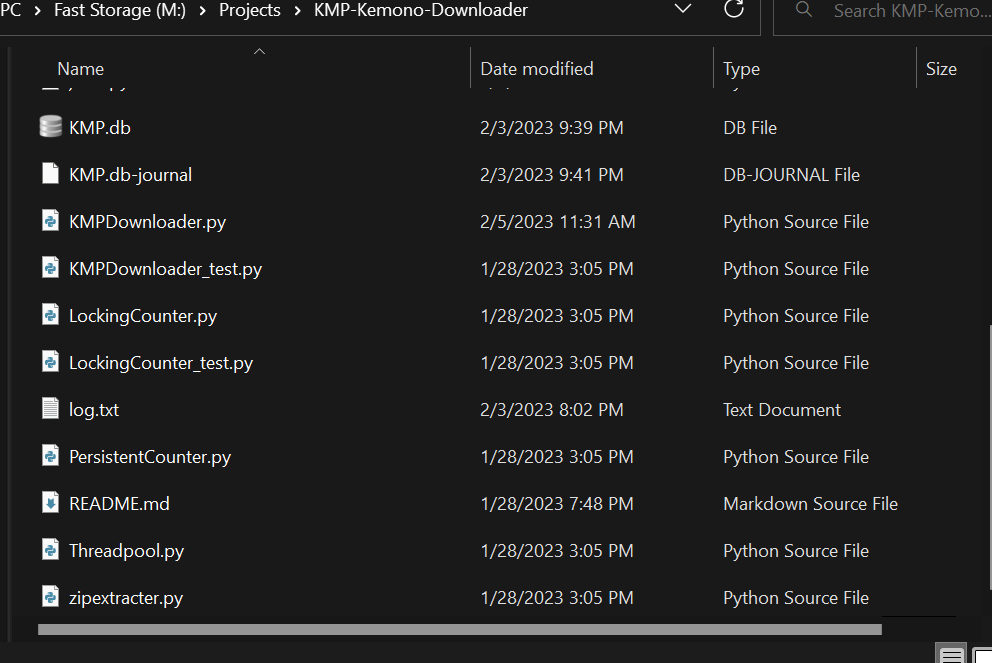 PC > Fast Storage (M:) > Projects > KMP-Kemono-Downloader Search KMP-Kemo...
Name Date modified Type Size
KMP.db 2/3/2023 9:39 PM DB File
KMP.db-journal 2/3/2023 9:41 PM DB-JOURNAL File
KMPDownloader.py 2/5/2023 11:31 AM Python Source File
KMPDownloader_test.py 1/28/2023 3:05 PM Python Source File
LockingCounter.py 1/28/2023 3:05 PM Python Source File
LockingCounter_test.py 1/28/2023 3:05 PM Python Source File
log.txt 2/3/2023 8:02 PM Text Document
PersistentCounter.py 1/28/2023 3:05 PM Python Source File
README.md 1/28/2023 7:48 PM Markdown Source File
Threadpool.py 1/28/2023 3:05 PM Python Source File
zipextracter.py 1/28/2023 3:05 PM Python Source File